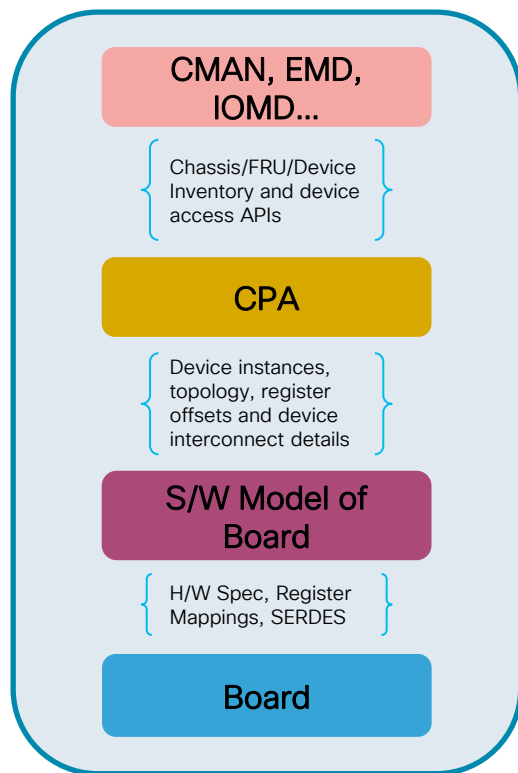 CMAN, EMD,
IOMD...
Chassis/FRU/Device
Inventory and device
access APIs
CPA
Device instances,
topology, register
offsets and device
interconnect details
S/W Model of
Board
H/W Spec, Register
Mappings, SERDES
Board